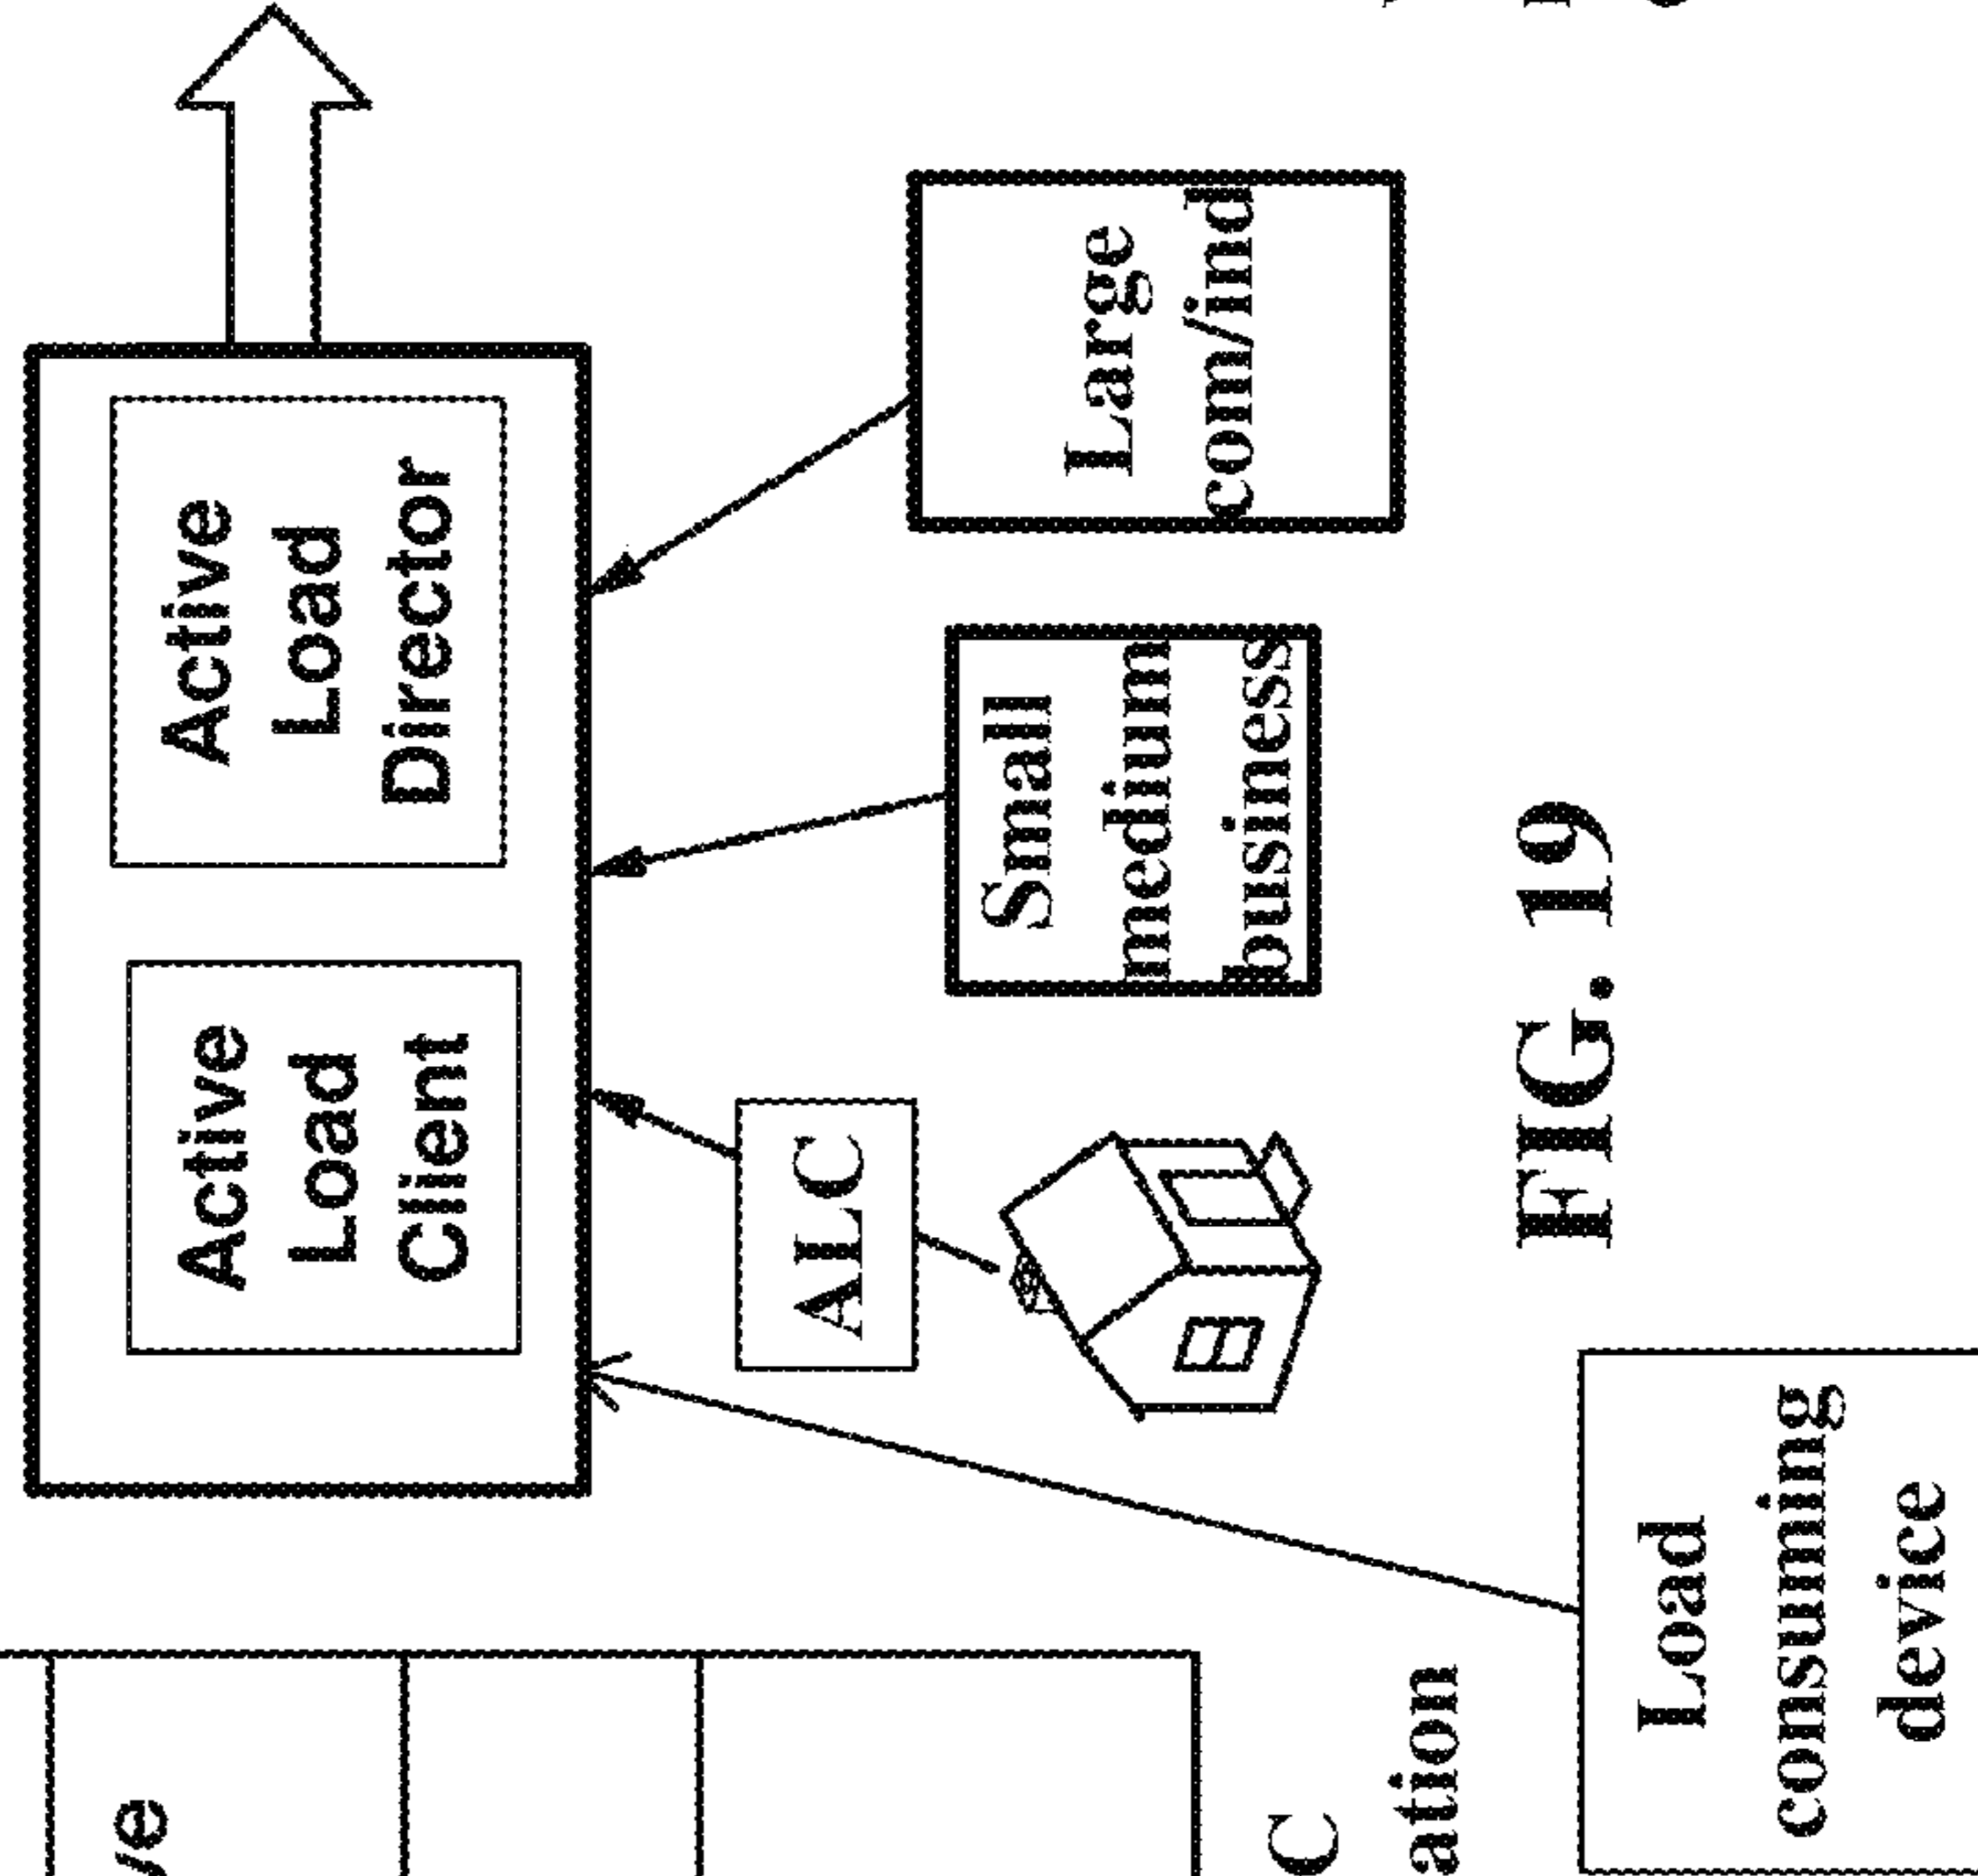 Active
Load
Client
Active
Load
Director
ALC
Small
medium
business
Large
com/ind
Load
consuming
device
FIG. 19